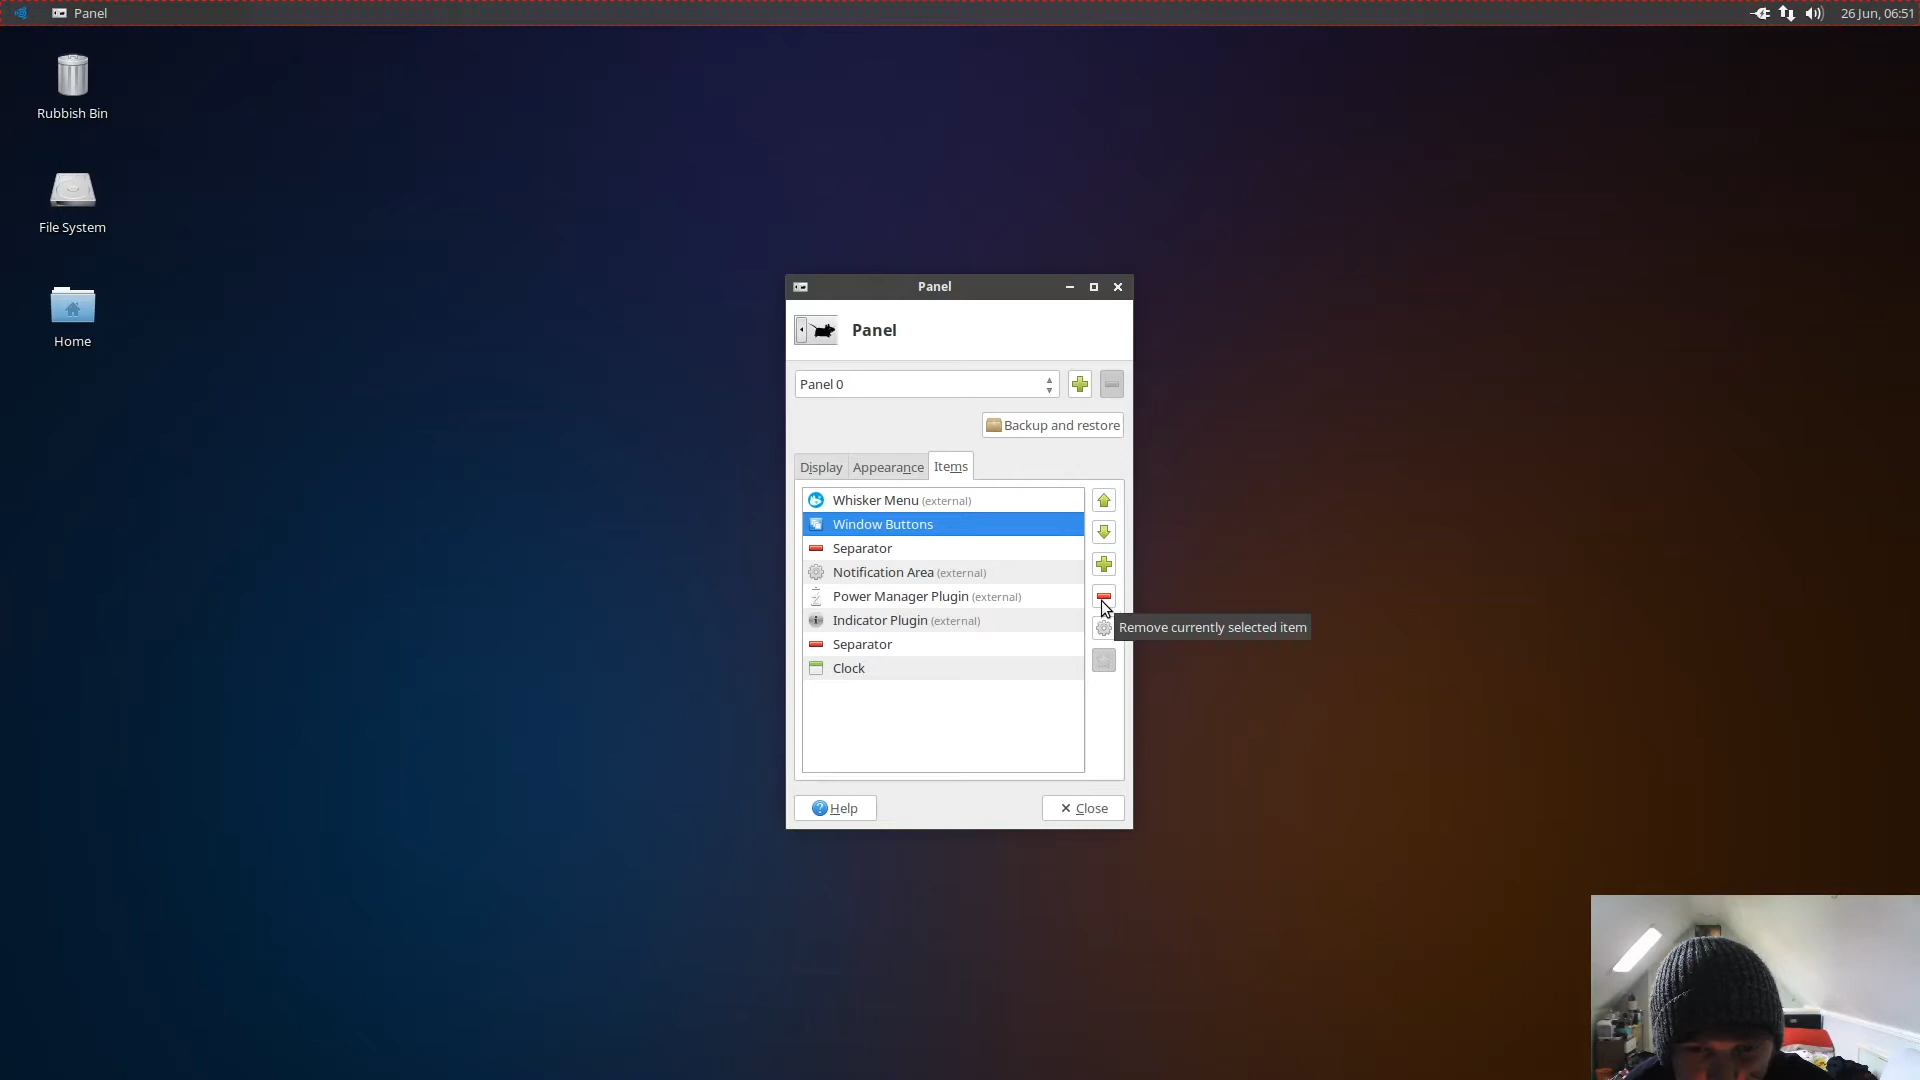 Panel
26 Jun, 06:51
Rubbish Bin
File System
Home
Panel
Panel
Panel 0
Backup and restore
Display Appearance Items
Whisker Menu (external)
Window Buttons
Separator
Notification Area (external)
Power Manager Plugin (external)
Indicator Plugin (external)
Remove currently selected item
Separator
Clock
Help
Close